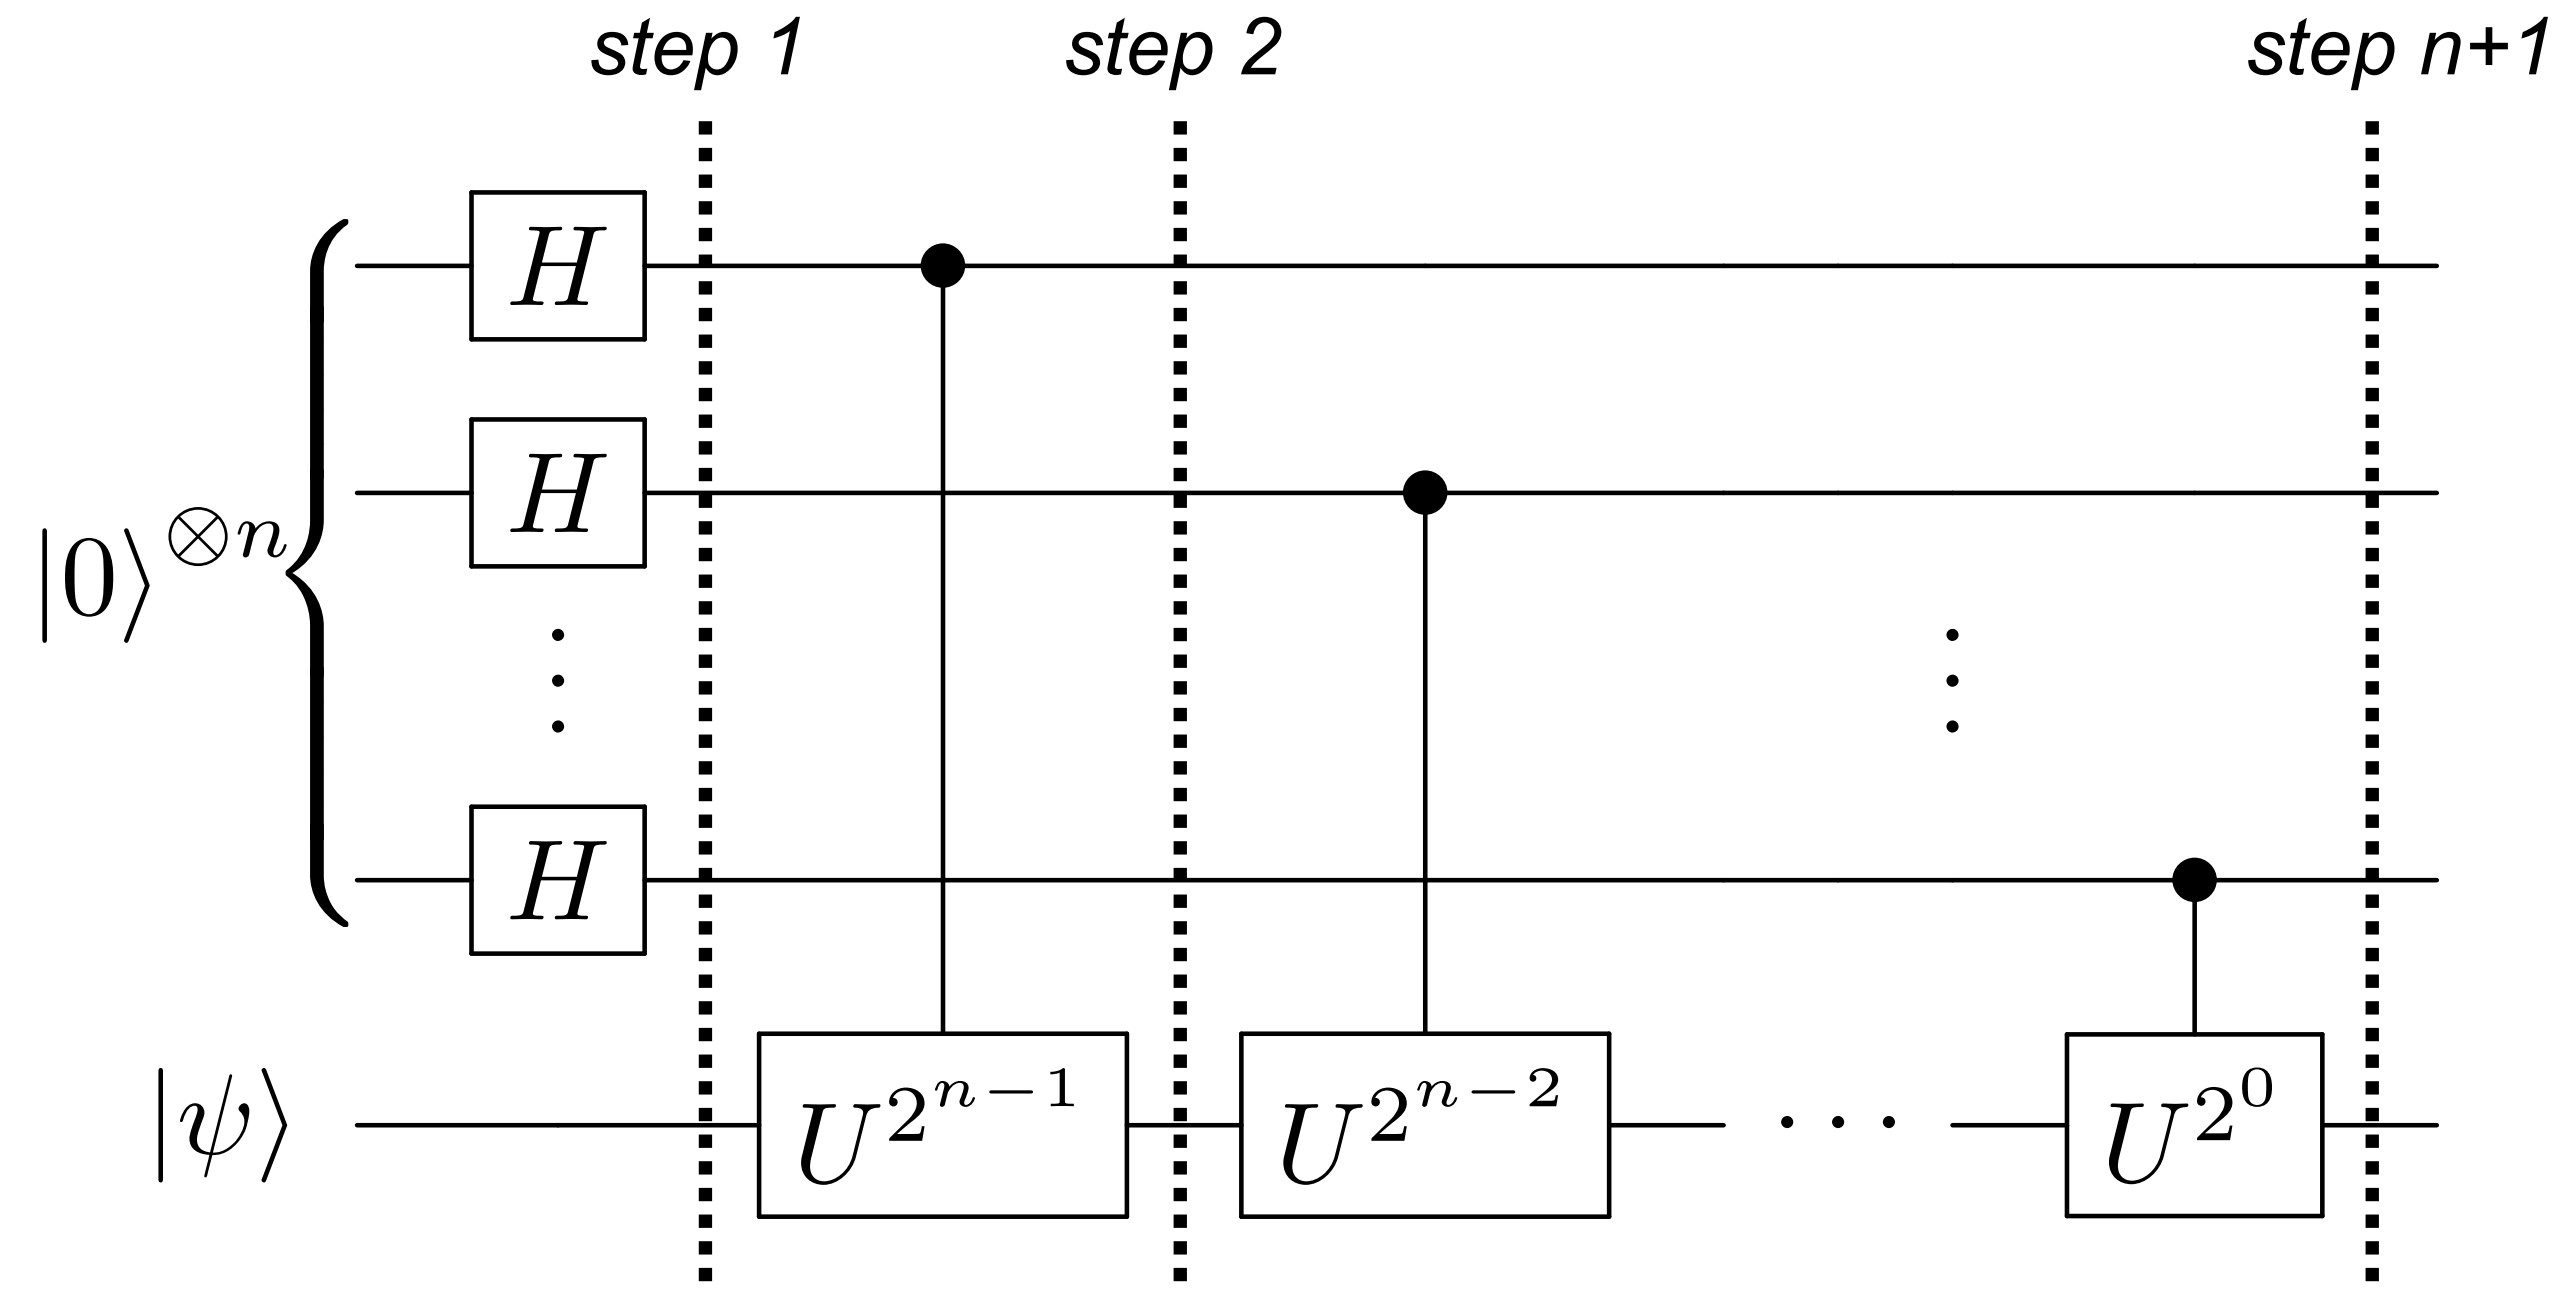 step 1 step 2 step n+1
H
H
|0⟩^{⊗n}
H
|ψ⟩ U^{2^{n-1}} U^{2^{n-2}} U^{2^0}